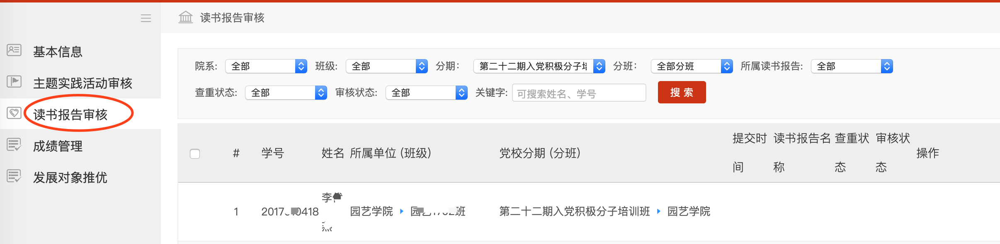 读书报告审核
基本信息
主题实践活动审核
读书报告审核
成绩管理
发展对象推优
院系: 全部 班级: 全部 分期: 第二十二期入党积极分子 分班: 全部分班 所属读书报告: 全部
查重状态: 全部 审核状态: 全部 关键字: 可搜索姓名、学号 搜索
# 学号 姓名 所属单位 (班级) 党校分期 (分班) 提交时间 读书报告名称 查重状态 审核状态 操作
1 2017 0418 李 园艺学院 班 第二十二期入党积极分子培训班 园艺学院